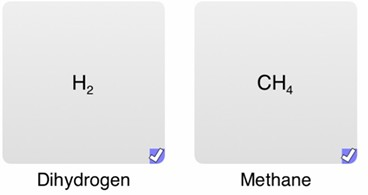 H₂ CH₄
Dihydrogen Methane